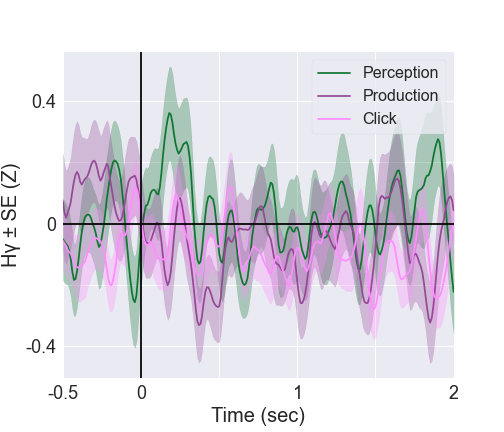 Perception
Production
Click
Hγ ± SE (Z)
0.4
0
-0.4
-0.5
0
1
2
Time (sec)